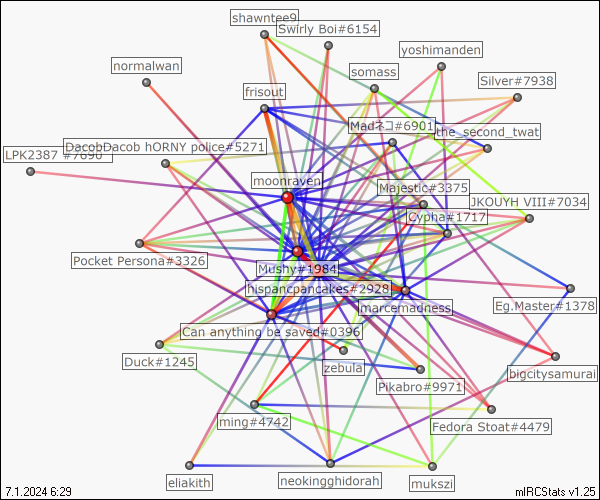 shawntee9
Swirly Boi#6154
yoshimanden
normalwan
somass
Silver#7938
frisout
Madネコ#6901
the_second_twat
DacobDacob hORNY police#5271
LPK2387 #7690
moonraven
Majestic#3375
JKOUYH VIII#7034
Cypha#1717
Pocket Persona#3326
Mushy#1984
hispancpancakes#2928
Eg.Master#1378
marcemadness
Can anything be saved#0396
Duck#1245
zebula
bigcitysamurai
Pikabro#9971
ming#4742
Fedora Stoat#4479
eliakith
neokingghidorah
mukszi
7.1.2024 6:29
mIRCStats v1.25